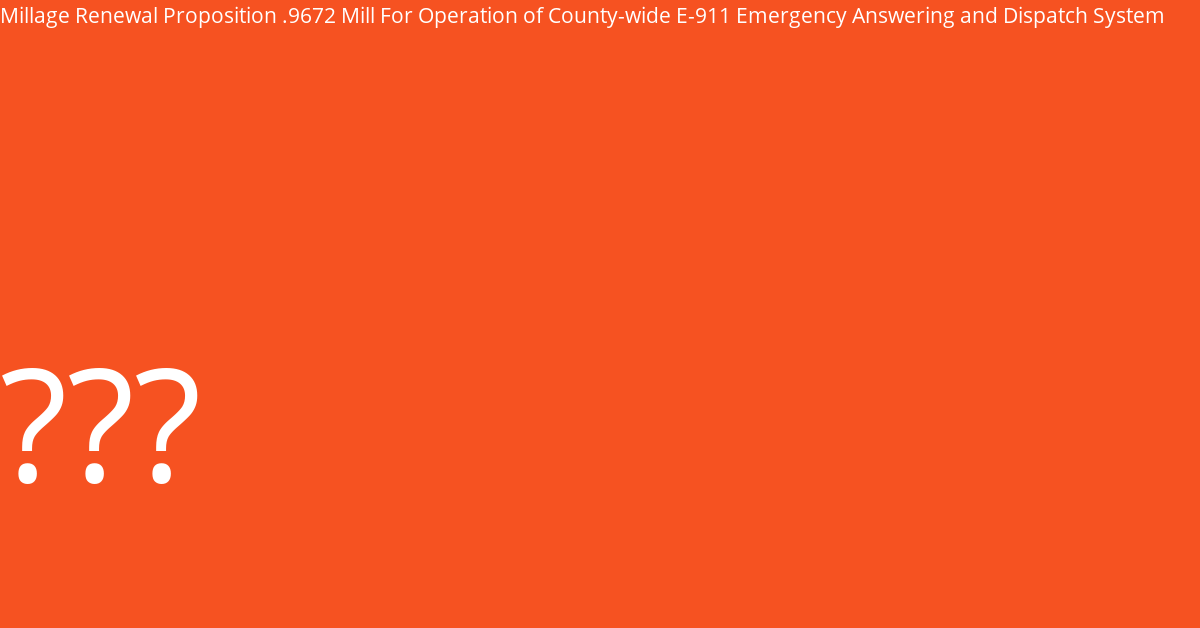 Millage Renewal Proposition .9672 Mill For Operation of County-wide E-911 Emergency Answering and Dispatch System
???